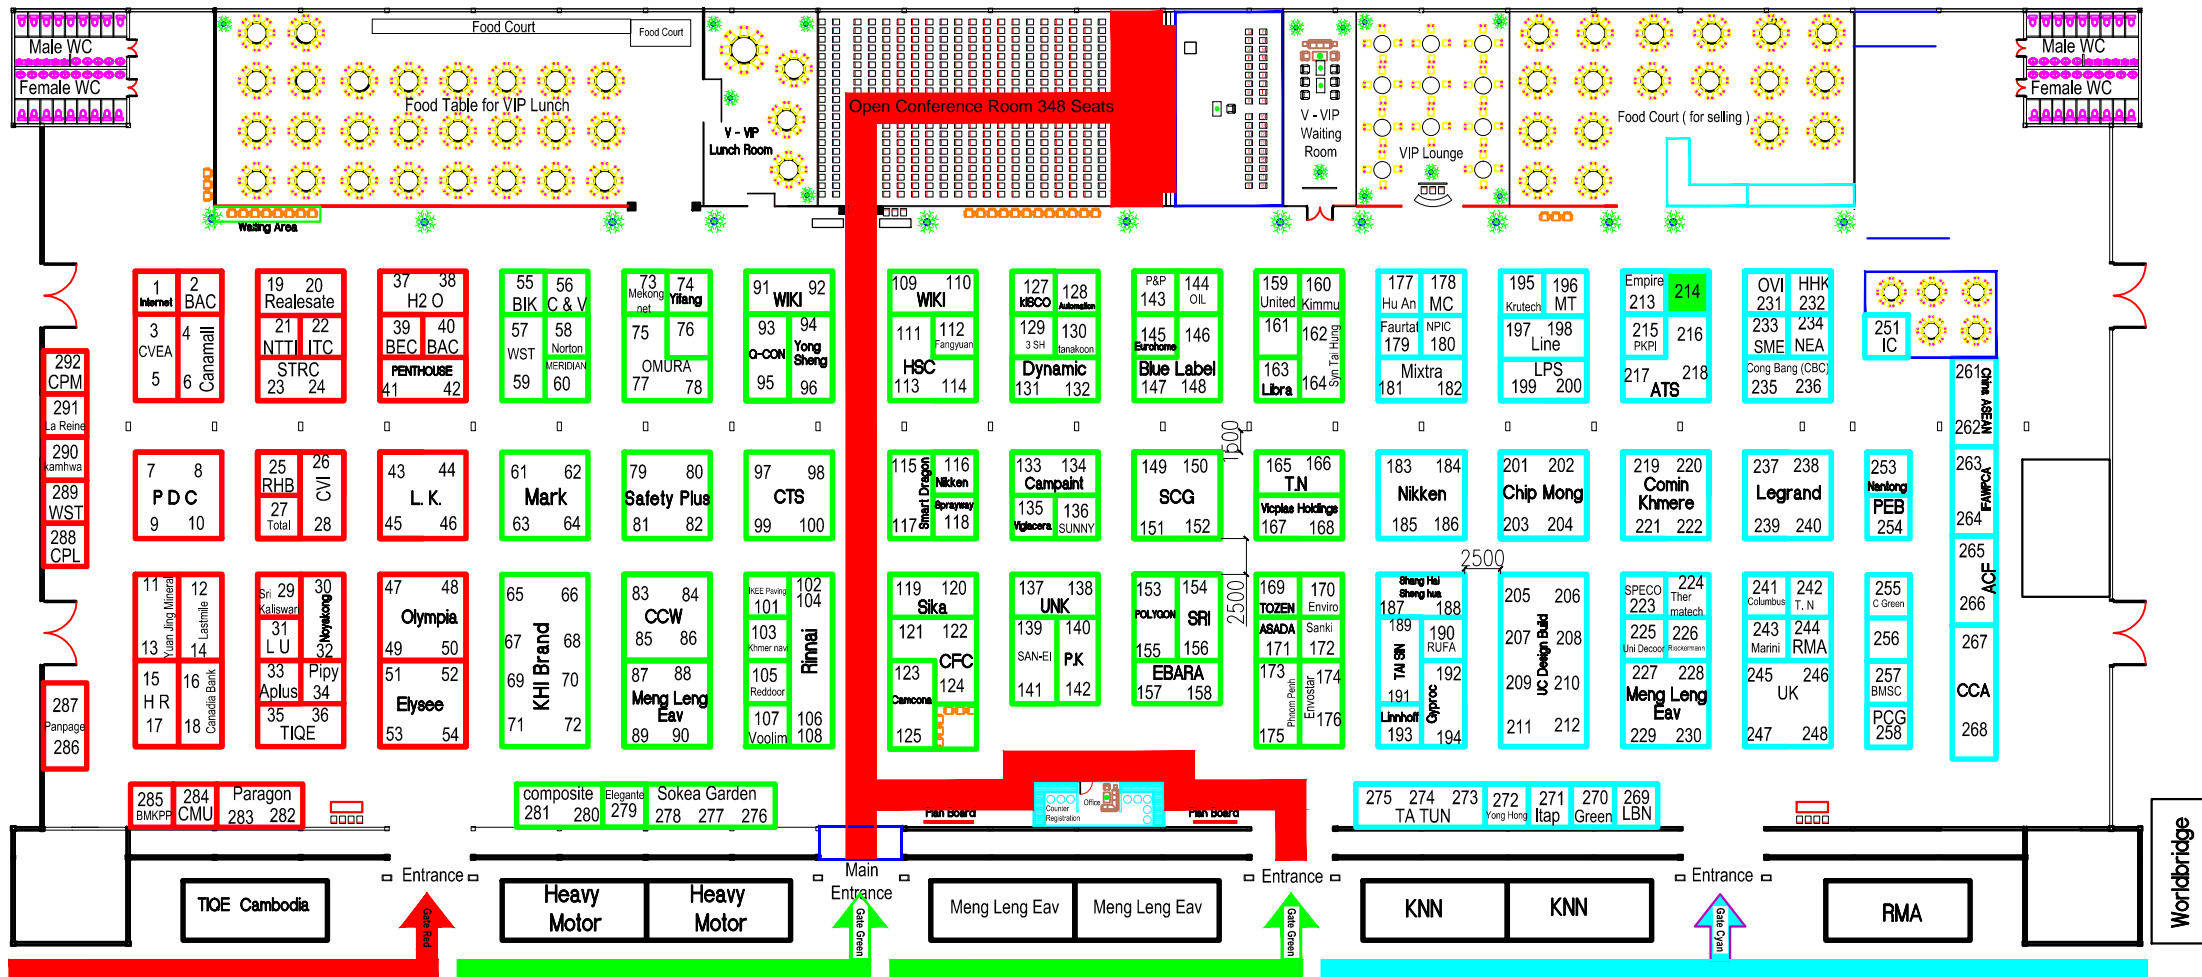 Food Court
Food Court
Male WC
Female WC
Food Table for VIP Lunch
V - VIP
Lunch Room
Open Conference Room 348 Seats
V - VIP
Waiting
Room
VIP Lounge
Food Court ( for selling )
Male WC
Female WC
Waiting Area
1
Internet
2
BAC
3
CVEA
5
4
Canamall
6
19 20
Realesate
21
NTTI
22
ITC
STRC
23 24
37 38
H2 O
39
BEC
40
BAC
PENTHOUSE
41 42
55
BIK
56
C & V
57
WST
59
58
Norton
MERIDIAN
60
73
Mekong
net
74
Yifang
75 76
OMURA
77 78
91 92
WIKI
93
Q-CON
95
94
Yong
Sheng
96
109 110
WIKI
111
112
Fangyuan
HSC
113 114
127
KISCO
128
Automation
129
3 SH
130
tanakoon
Dynamic
131 132
P&P
143
144
OIL
145
Eurohome
146
Blue Label
147 148
159
United
160
Kimmu
161
162
Syn Tai Hung
163
Libra
164
177
Hu An
178
MC
Faurtat
179
NPIC
180
Mixtra
181 182
195
Krutech
196
MT
197 198
Line
LPS
199 200
Empire
213
214
215
PKPI
216
217 218
ATS
OVI
231
HHK
232
233
SME
234
NEA
Cong Bang (CBC)
235 236
251
IC
261
China ASEAN
262
292
CPM
291
La Reine
290
kamhwa
289
WST
288
CPL
7 8
P D C
9 10
25
RHB
26
CVI
27
Total
28
43 44
L. K.
45 46
61 62
Mark
63 64
79 80
Safety Plus
81 82
97 98
CTS
99 100
115
Smart Dragon
117
116
Nikken
Sprayway
118
133 134
Campaint
135
Viglacera
136
SUNNY
149 150
SCG
151 152
1500
165 166
T.N
Vicplas Holdings
167 168
183 184
Nikken
185 186
201 202
Chip Mong
203 204
219 220
Comin
Khmere
221 222
237 238
Legrand
239 240
253
Nantong
PEB
254
263
IFAWPCA
264
265
ACF
266
2500
2500
11
Yuan Jing Mineral
13
12
Lastmile
14
15
H R
17
16
Canadia Bank
18
Sri 29
Kaliswari
30
Noyakong
32
31
L U
33
Aplus
Pipy
34
35 36
TIQE
47 48
Olympia
49 50
51 52
Elysee
53 54
65 66
67 68
KHI Brand
69 70
71 72
83 84
CCW
85 86
87 88
Meng Leng
Eav
89 90
KEE Paving
101
102
104
103
Khmer navi
Rinnai
105
Reddoor
107
Voolim
106
108
119 120
Sika
121 122
CFC
123
124
Camcona
125
137 138
UNK
139
SAN-EI
141
140
P.K
142
153
POLYGON
155
154
SRI
156
EBARA
157 158
169
TOZEN
170
Enviro
ASADA
171
Sanki
172
173
Phnom Penh
175
174
Envostar
176
Shang Hai
Sheng hua
187 188
189
TAI SIN
191
190
RUFA
192
Gyproc
194
Linnhoff
193
205 206
207 208
UC Design Build
209 210
211 212
SPECO
223
224
Ther
matech
225
Uni Decoor
226
Rieckermann
227 228
Meng Leng
Eav
229 230
241
Columbus
242
T. N
243
Marini
244
RMA
245 246
UK
247 248
255
C Green
256
257
BMSC
PCG
258
267
CCA
268
287
Panpage
286
285
BMKPP
284
CMU
Paragon
283 282
composite
281 280
Elegante
279
Sokea Garden
278 277 276
Counter
Registration
Office
Plan Board
Plan Board
275 274 273
TA TUN
272
Yong Hong
271
Itap
270
Green
269
LBN
Entrance
Main
Entrance
Entrance
Entrance
TIQE Cambodia
Gate Red
Heavy
Motor
Heavy
Motor
Gate Green
Meng Leng Eav
Meng Leng Eav
Gate Green
KNN
KNN
Gate Cyan
RMA
Worldbridge